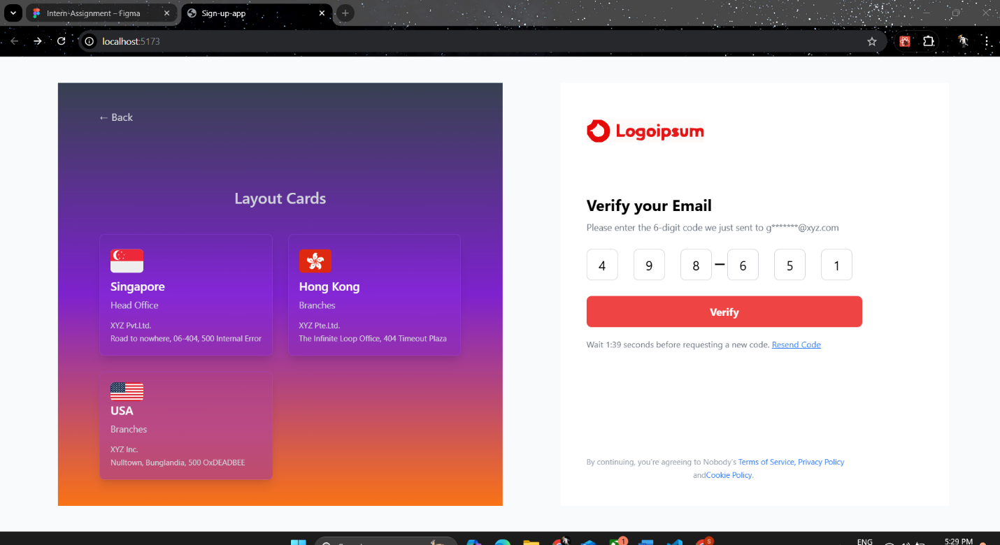 Intern-Assignment – Figma
Sign-up-app
localhost:5173
← Back
Layout Cards
Singapore
Head Office
XYZ Pvt.Ltd.
Road to nowhere, 06-404, 500 Internal Error
Hong Kong
Branches
XYZ Pte.Ltd.
The Infinite Loop Office, 404 Timeout Plaza
USA
Branches
XYZ Inc.
Nulltown, Bunglandia, 500 OxDEADBEE
Logoipsum
Verify your Email
Please enter the 6-digit code we just sent to g*******@xyz.com
4 9 8 – 6 5 1
Verify
Wait 1:39 seconds before requesting a new code. Resend Code
By continuing, you're agreeing to Nobody's Terms of Service, Privacy Policy
andCookie Policy.
1
S
ENG
5:29 PM